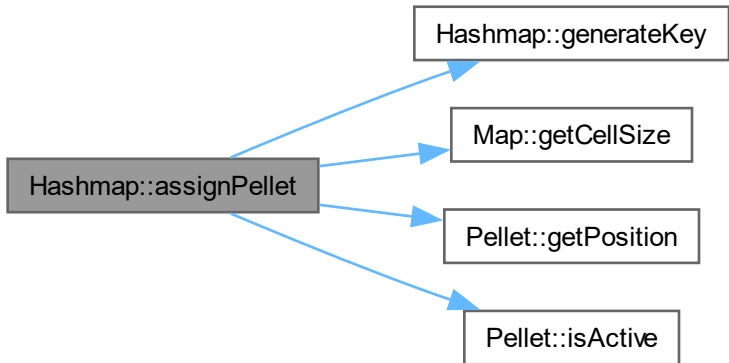 Hashmap::generateKey
Map::getCellSize
Hashmap::assignPellet
Pellet::getPosition
Pellet::isActive